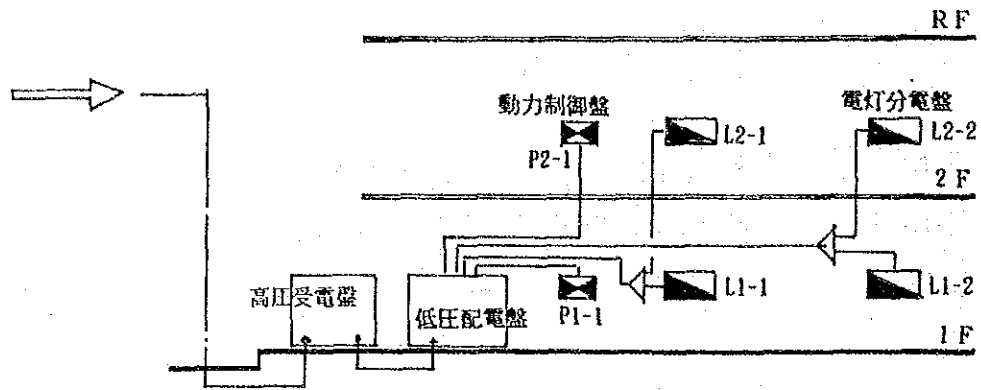 RF
動力制御盤
電灯分電盤
P2-1
L2-1
L2-2
2F
高圧受電盤
低圧配電盤
P1-1
L1-1
L1-2
1F